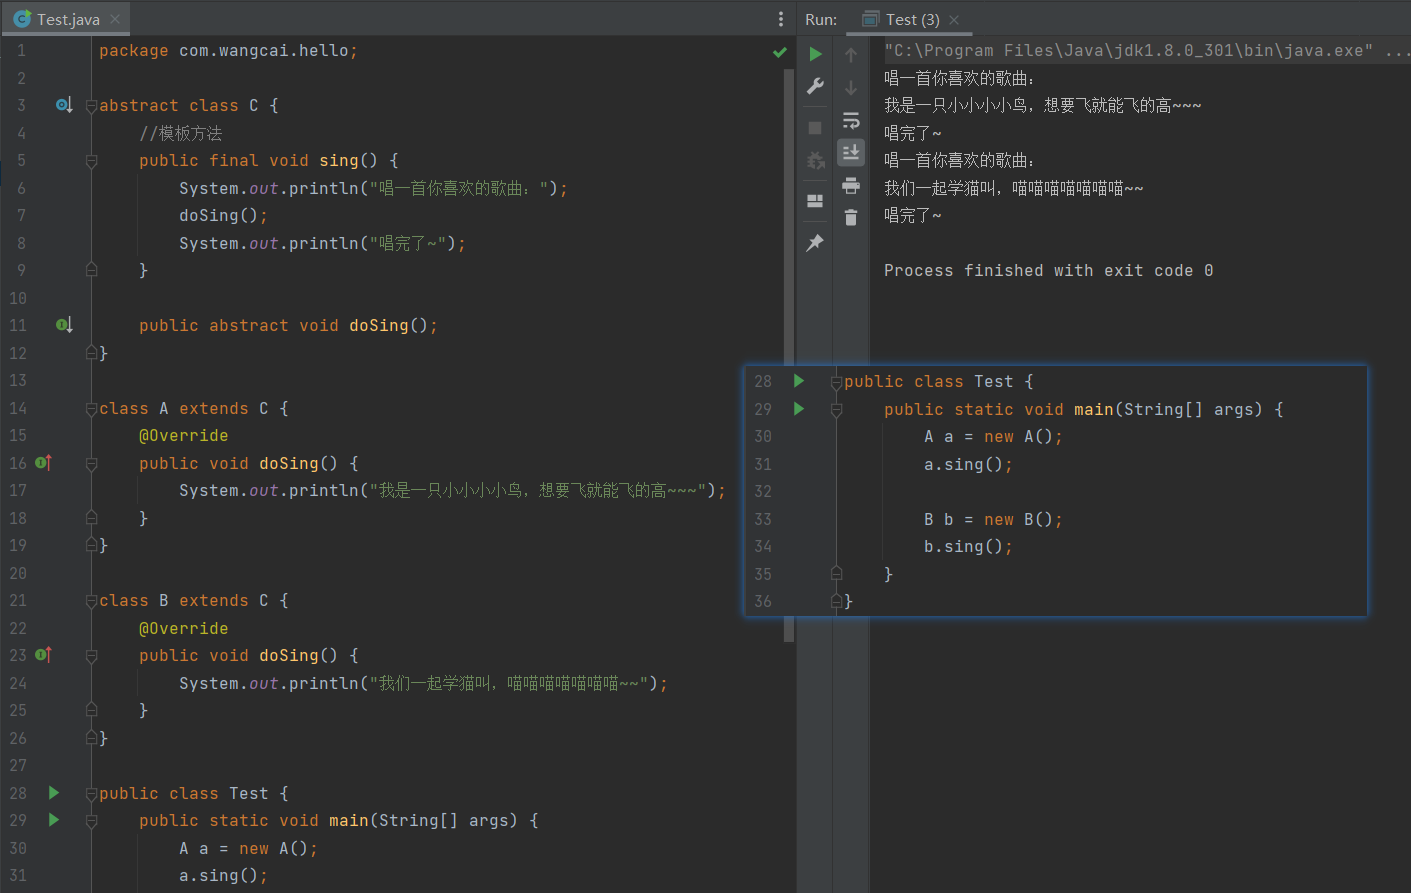 Test.java
1 package com.wangcai.hello;
2
3 abstract class C {
4 //模板方法
5 public final void sing() {
6 System.out.println("唱一首你喜欢的歌曲：");
7 doSing();
8 System.out.println("唱完了~");
9 }
10
11 public abstract void doSing();
12 }
13
14 class A extends C {
15 @Override
16 public void doSing() {
17 System.out.println("我是一只小小小小鸟，想要飞就能飞的高~~~");
18 }
19 }
20
21 class B extends C {
22 @Override
23 public void doSing() {
24 System.out.println("我们一起学猫叫，喵喵喵喵喵喵喵~~");
25 }
26 }
27
28 public class Test {
29 public static void main(String[] args) {
30 A a = new A();
31 a.sing();
Run: Test (3)
"C:\Program Files\Java\jdk1.8.0_301\bin\java.exe" ...
唱一首你喜欢的歌曲：
我是一只小小小小鸟，想要飞就能飞的高~~~
唱完了~
唱一首你喜欢的歌曲：
我们一起学猫叫，喵喵喵喵喵喵喵~~
唱完了~
Process finished with exit code 0
28 public class Test {
29 public static void main(String[] args) {
30 A a = new A();
31 a.sing();
32
33 B b = new B();
34 b.sing();
35 }
36 }